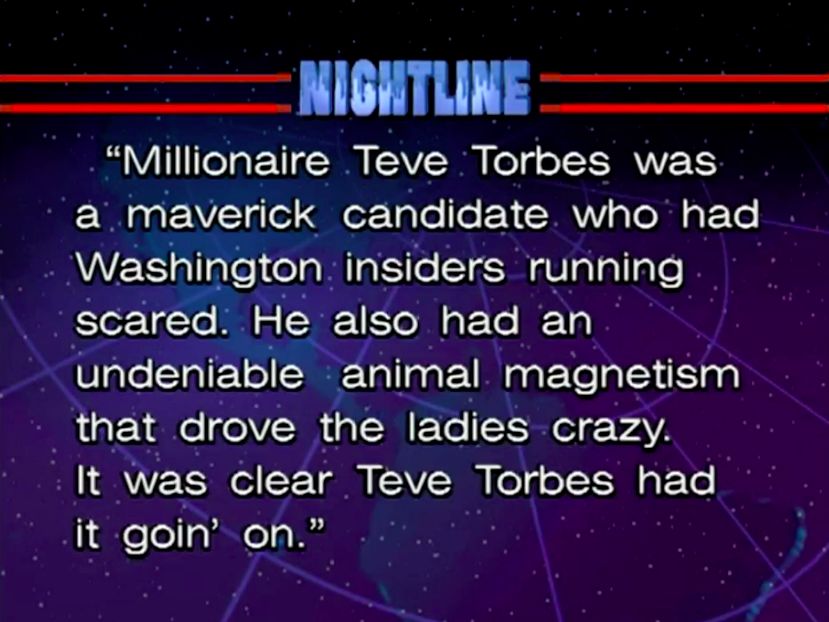 NIGHTLINE
“Millionaire Teve Torbes was
a maverick candidate who had
Washington insiders running
scared. He also had an
undeniable animal magnetism
that drove the ladies crazy.
It was clear Teve Torbes had
it goin’ on.”